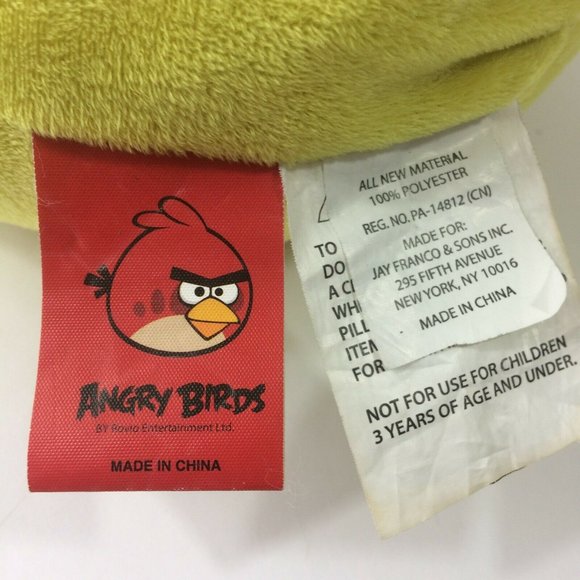 ANGRY BIRDS
BY Rovio Entertainment Ltd.
MADE IN CHINA
ALL NEW MATERIAL
100% POLYESTER
REG. NO. PA-14812 (CN)
MADE FOR:
JAY FRANCO & SONS INC.
295 FIFTH AVENUE
NEW YORK, NY 10016
MADE IN CHINA
TO
DO
A
PILL
FOR
NOT FOR USE FOR CHILDREN
3 YEARS OF AGE AND UNDER.